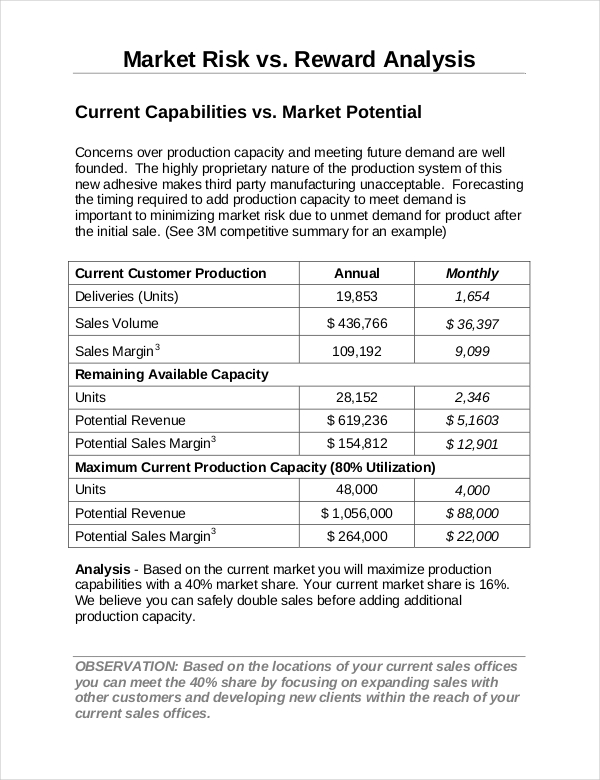 Market Risk vs. Reward Analysis
Current Capabilities vs. Market Potential
Concerns over production capacity and meeting future demand are well
founded.  The highly proprietary nature of the production system of this
new adhesive makes third party manufacturing unacceptable.  Forecasting
the timing required to add production capacity to meet demand is
important to minimizing market risk due to unmet demand for product after
the initial sale. (See 3M competitive summary for an example)
Current Customer Production Annual Monthly
Deliveries (Units) 19,853 1,654
Sales Volume $ 436,766 $ 36,397
Sales Margin3 109,192 9,099
Remaining Available Capacity
Units 28,152 2,346
Potential Revenue $ 619,236 $ 5,1603
Potential Sales Margin3 $ 154,812 $ 12,901
Maximum Current Production Capacity (80% Utilization)
Units 48,000 4,000
Potential Revenue $ 1,056,000 $ 88,000
Potential Sales Margin3 $ 264,000 $ 22,000
Analysis - Based on the current market you will maximize production
capabilities with a 40% market share. Your current market share is 16%.
We believe you can safely double sales before adding additional
production capacity.
OBSERVATION: Based on the locations of your current sales offices
you can meet the 40% share by focusing on expanding sales with
other customers and developing new clients within the reach of your
current sales offices.